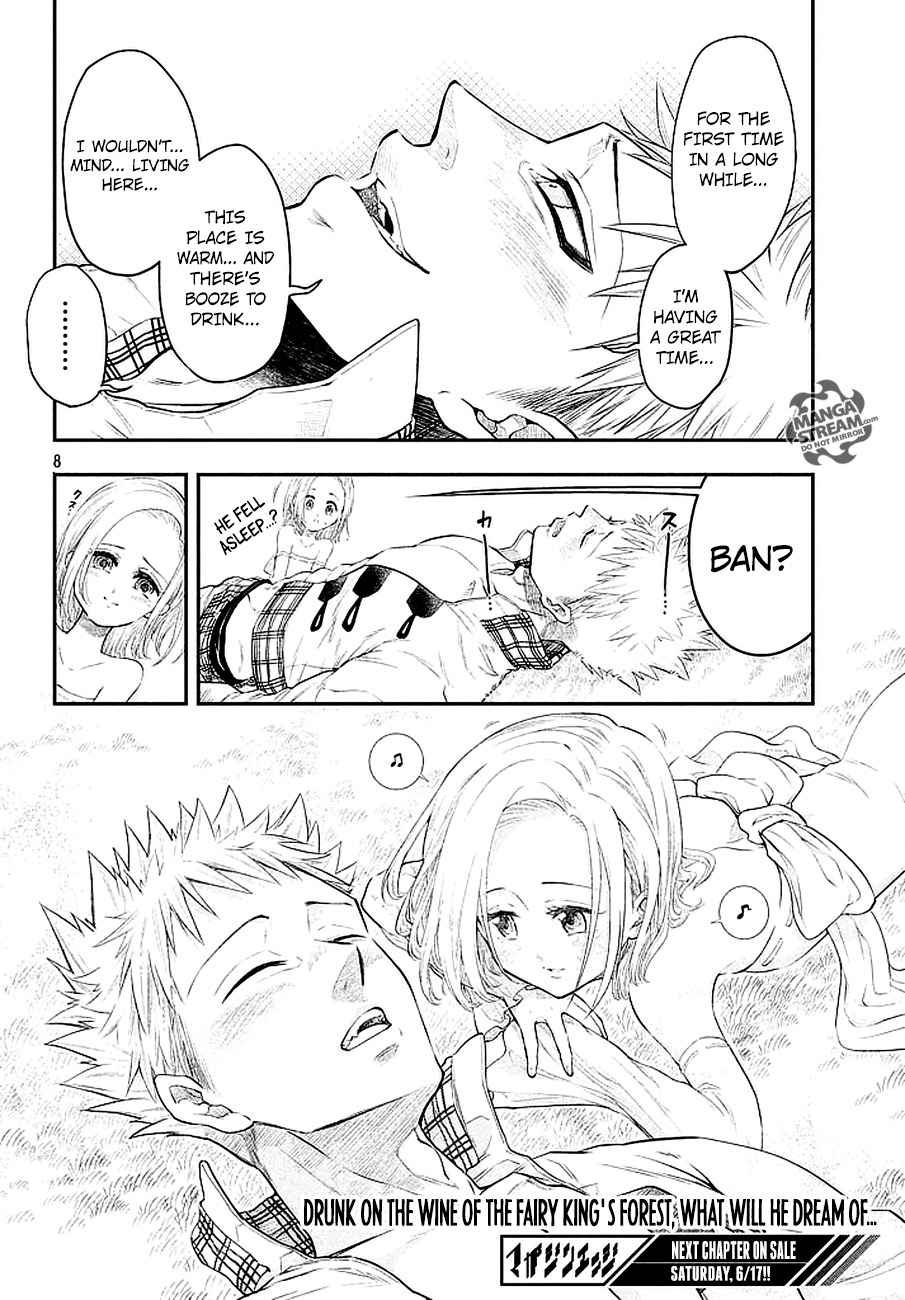 FOR THE
FIRST TIME
IN A LONG
WHILE...
I'M
HAVING
A GREAT
TIME...
THIS
PLACE IS
WARM... AND
THERE'S
BOOZE TO
DRINK...
I WOULDN'T...
MIND... LIVING
HERE...
........
MANGA
-STREAM.com
DO NOT MIRROR
8
BAN?
スカ…
HE FELL
ASLEEP...?
クス
♫
♪
DRUNK ON THE WINE OF THE FAIRY KING'S FOREST, WHAT WILL HE DREAM OF...
マガジンエッジ
NEXT CHAPTER ON SALE
SATURDAY, 6/17!!